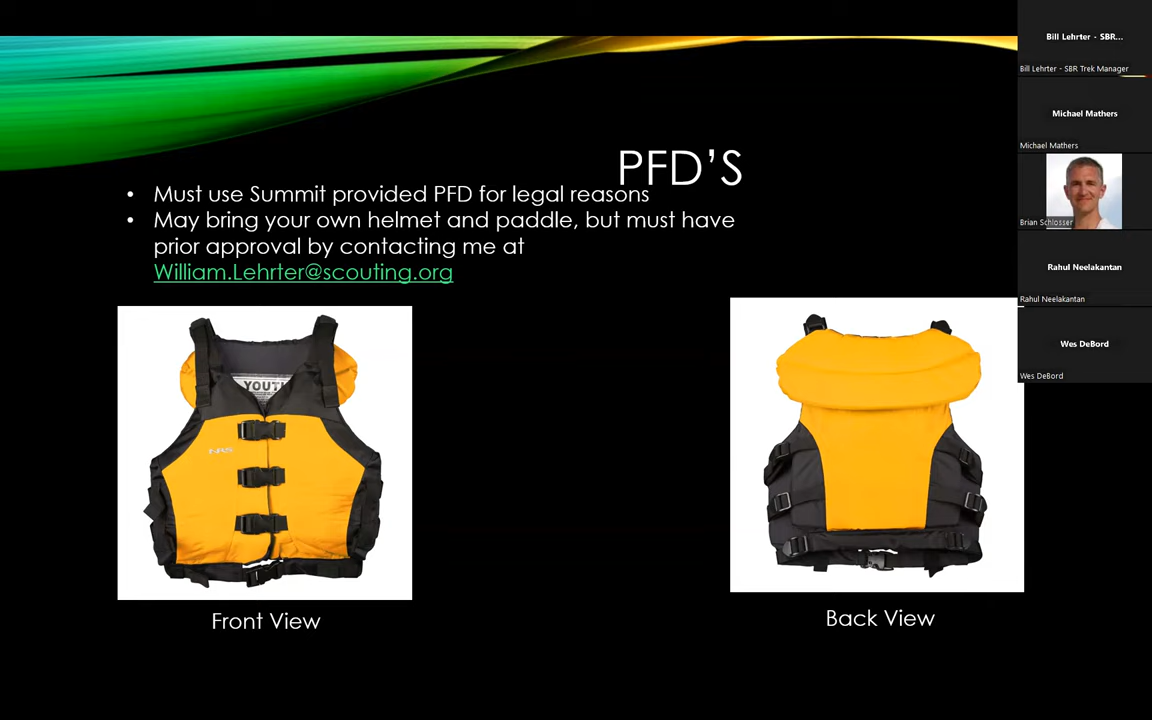 PFD’S
• Must use Summit provided PFD for legal reasons
• May bring your own helmet and paddle, but must have
prior approval by contacting me at
William.Lehrter@scouting.org
YOUTH
NRS
Front View
Back View
Bill Lehrter - SBR...
Bill Lehrter - SBR Trek Manager
Michael Mathers
Michael Mathers
Brian Schlosser
Rahul Neelakantan
Rahul Neelakantan
Wes DeBord
Wes DeBord